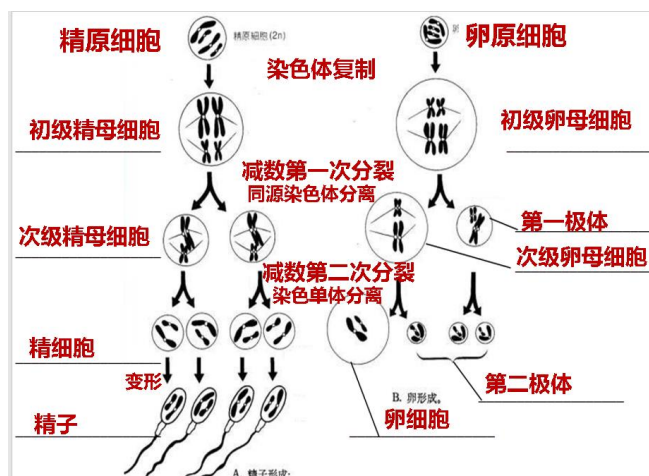 精原细胞
精原细胞(2n)
卵原细胞
染色体复制
初级精母细胞
初级卵母细胞
减数第一次分裂
同源染色体分离
次级精母细胞
第一极体
次级卵母细胞
减数第二次分裂
染色单体分离
精细胞
变形
第二极体
B. 卵形成。
卵细胞
精子
A. 精子形成;